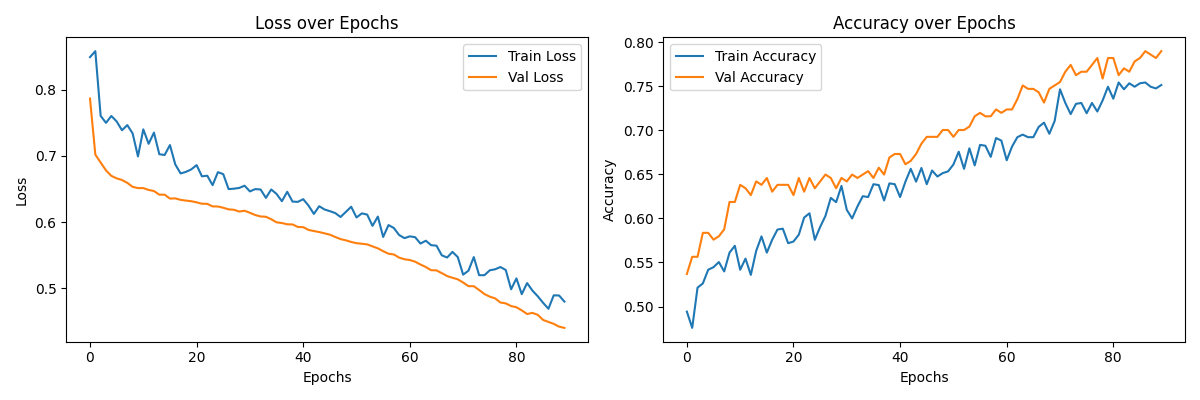 Loss over Epochs
Train Loss
Val Loss
Loss
0.8
0.7
0.6
0.5
0
20
40
60
80
Epochs
Accuracy over Epochs
Train Accuracy
Val Accuracy
Accuracy
0.80
0.75
0.70
0.65
0.60
0.55
0.50
0
20
40
60
80
Epochs